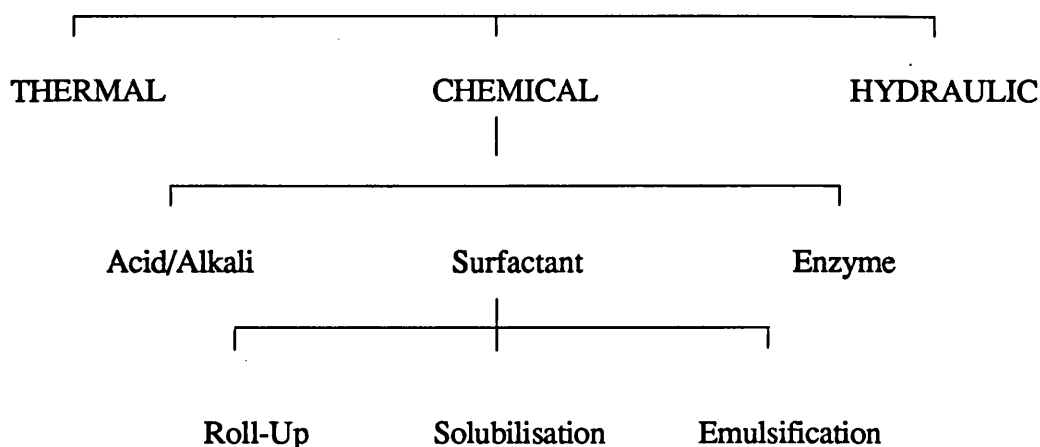 THERMAL CHEMICAL HYDRAULIC
Acid/Alkali Surfactant Enzyme
Roll-Up Solubilisation Emulsification